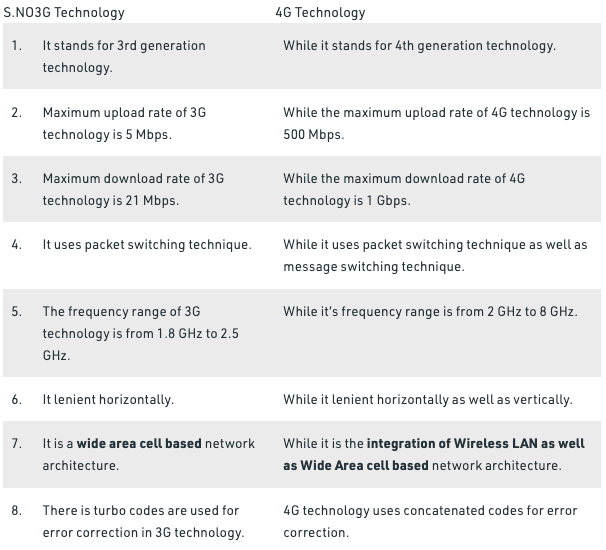 S.NO3G Technology 4G Technology
1. It stands for 3rd generation While it stands for 4th generation technology.
technology.
2. Maximum upload rate of 3G While the maximum upload rate of 4G technology is
technology is 5 Mbps. 500 Mbps.
3. Maximum download rate of 3G While the maximum download rate of 4G
technology is 21 Mbps. technology is 1 Gbps.
4. It uses packet switching technique. While it uses packet switching technique as well as
message switching technique.
5. The frequency range of 3G While it's frequency range is from 2 GHz to 8 GHz.
technology is from 1.8 GHz to 2.5
GHz.
6. It lenient horizontally. While it lenient horizontally as well as vertically.
7. It is a wide area cell based network While it is the integration of Wireless LAN as well
architecture. as Wide Area cell based network architecture.
8. There is turbo codes are used for 4G technology uses concatenated codes for error
error correction in 3G technology. correction.